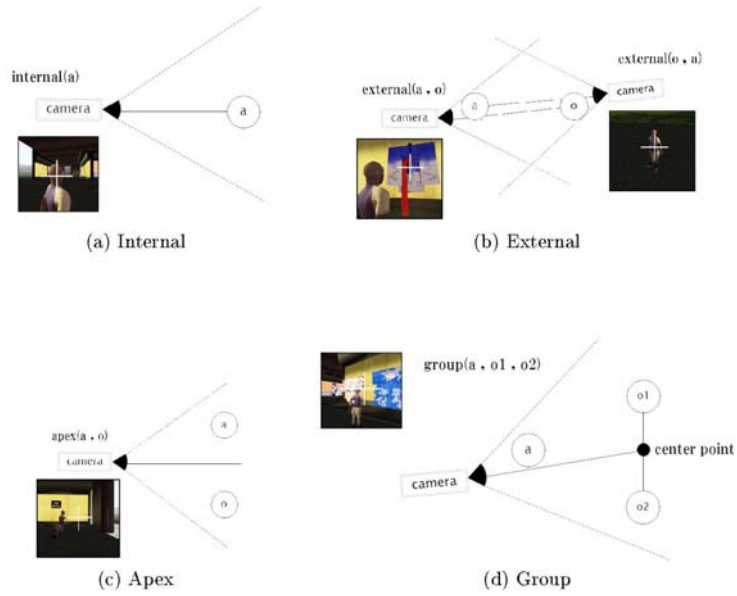 internal(a)
camera
a
(a) Internal
external(a , o)
camera
a
o
external(o , a)
camera
(b) External
apex(a , o)
camera
a
o
(c) Apex
group(a , o1 , o2)
camera
a
o1
center point
o2
(d) Group